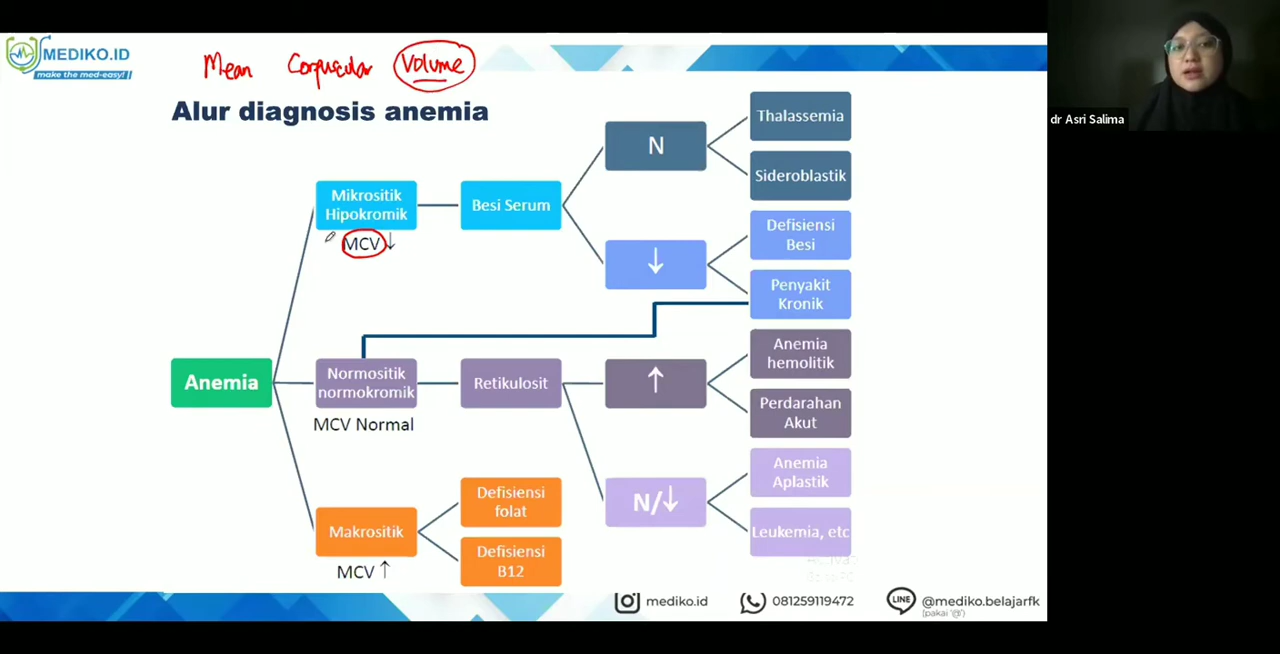 MEDIKO.ID
make the med-easy!
Mean Corpuscular Volume
Alur diagnosis anemia
dr Asri Salima
Anemia
Mikrositik
Hipokromik
MCV ↓
Besi Serum
N
Thalassemia
Sideroblastik
↓
Defisiensi
Besi
Penyakit
Kronik
Normositik
normokromik
MCV Normal
Retikulosit
↑
Anemia
hemolitik
Perdarahan
Akut
N/↓
Anemia
Aplastik
Leukemia, etc
Makrositik
MCV ↑
Defisiensi
folat
Defisiensi
B12
mediko.id
081259119472
LINE
@mediko.belajarfk
(pakai '@')